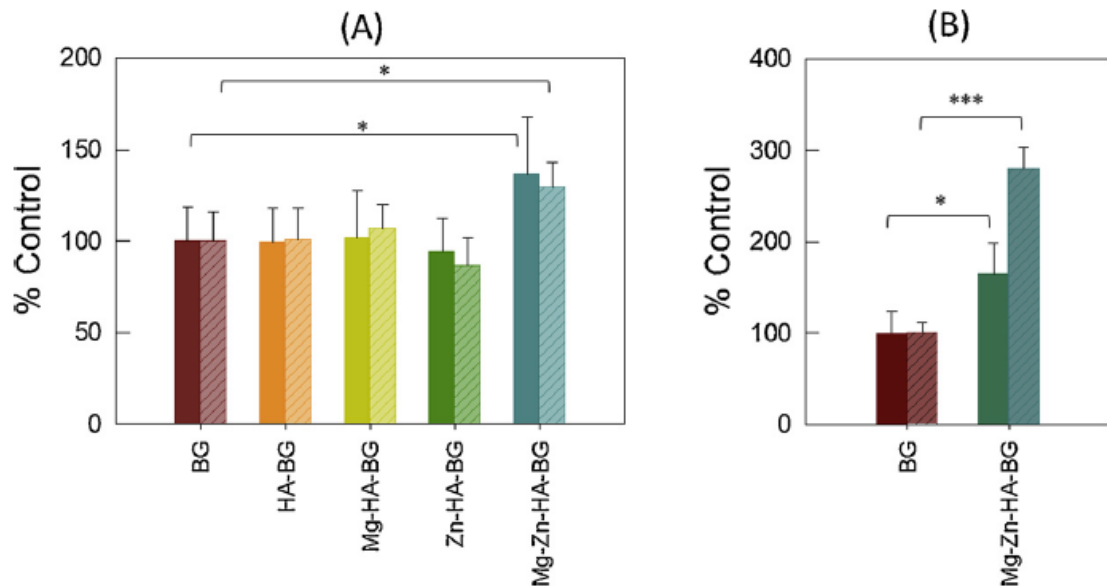 (A)
% Control
200
150
100
50
0
*
*
BG
HA-BG
Mg-HA-BG
Zn-HA-BG
Mg-Zn-HA-BG
(B)
% Control
400
300
200
100
0
***
*
BG
Mg-Zn-HA-BG